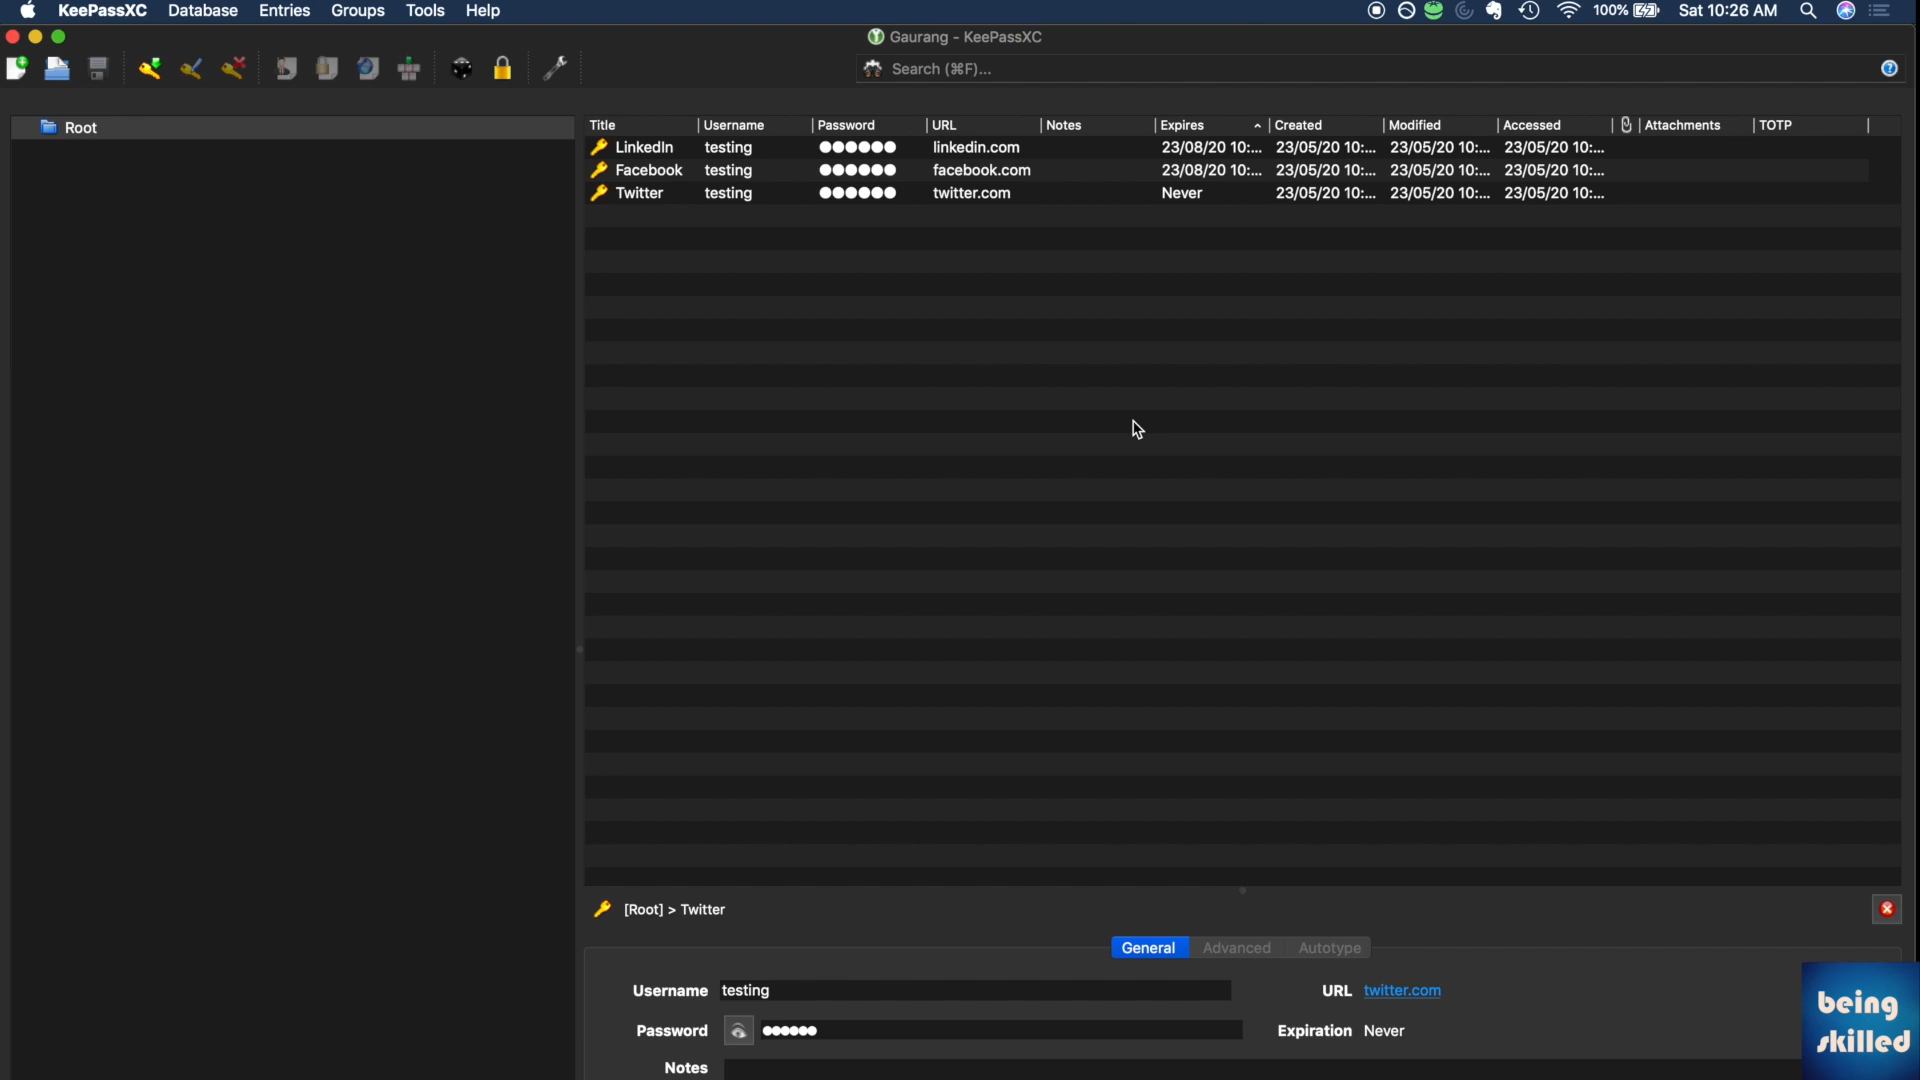 KeePassXC Database Entries Groups Tools Help 100% Sat 10:26 AM
Gaurang - KeePassXC
Search (⌘F)...
Root
Title Username Password URL Notes Expires Created Modified Accessed Attachments TOTP
LinkedIn testing ●●●●●● linkedin.com 23/08/20 10:... 23/05/20 10:... 23/05/20 10:... 23/05/20 10:...
Facebook testing ●●●●●● facebook.com 23/08/20 10:... 23/05/20 10:... 23/05/20 10:... 23/05/20 10:...
Twitter testing ●●●●●● twitter.com Never 23/05/20 10:... 23/05/20 10:... 23/05/20 10:...
[Root] > Twitter
General Advanced Autotype
Username testing URL twitter.com
Password ●●●●●● Expiration Never
Notes
being
skilled